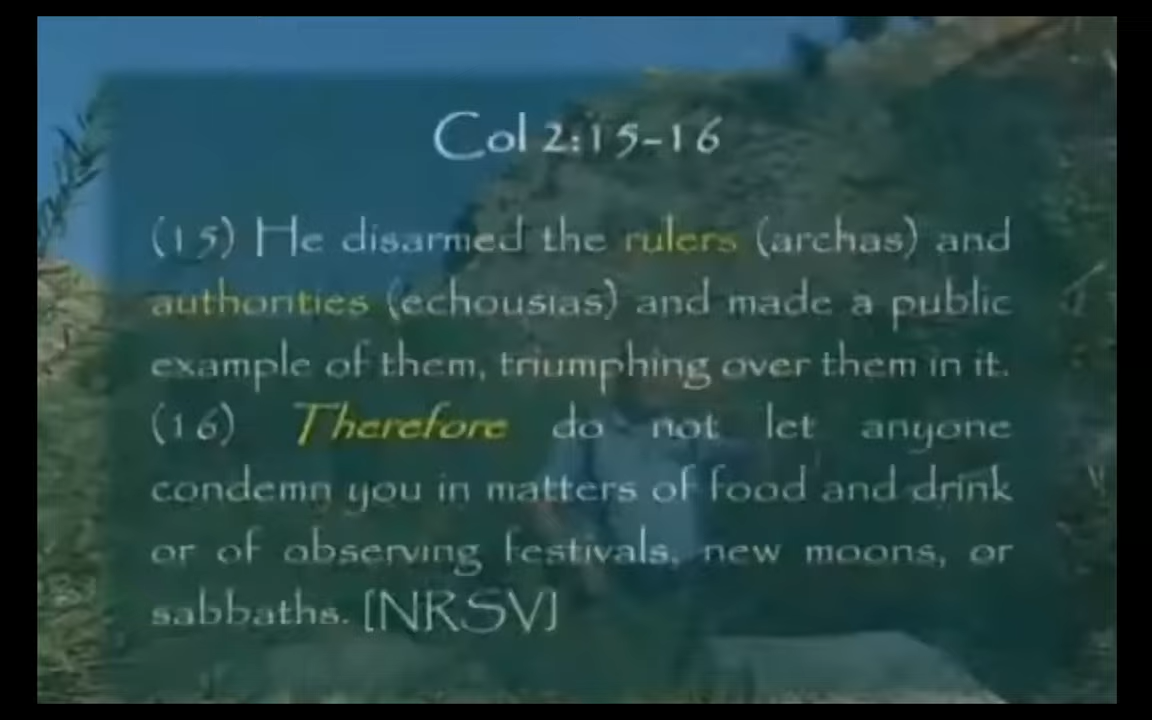 Col 2:15-16
(15) He disarmed the rulers (archas) and
authorities (echousias) and made a public
example of them, triumphing over them in it.
(16) Therefore do not let anyone
condemn you in matters of food and drink
or of observing festivals, new moons, or
sabbaths. [NRSV]